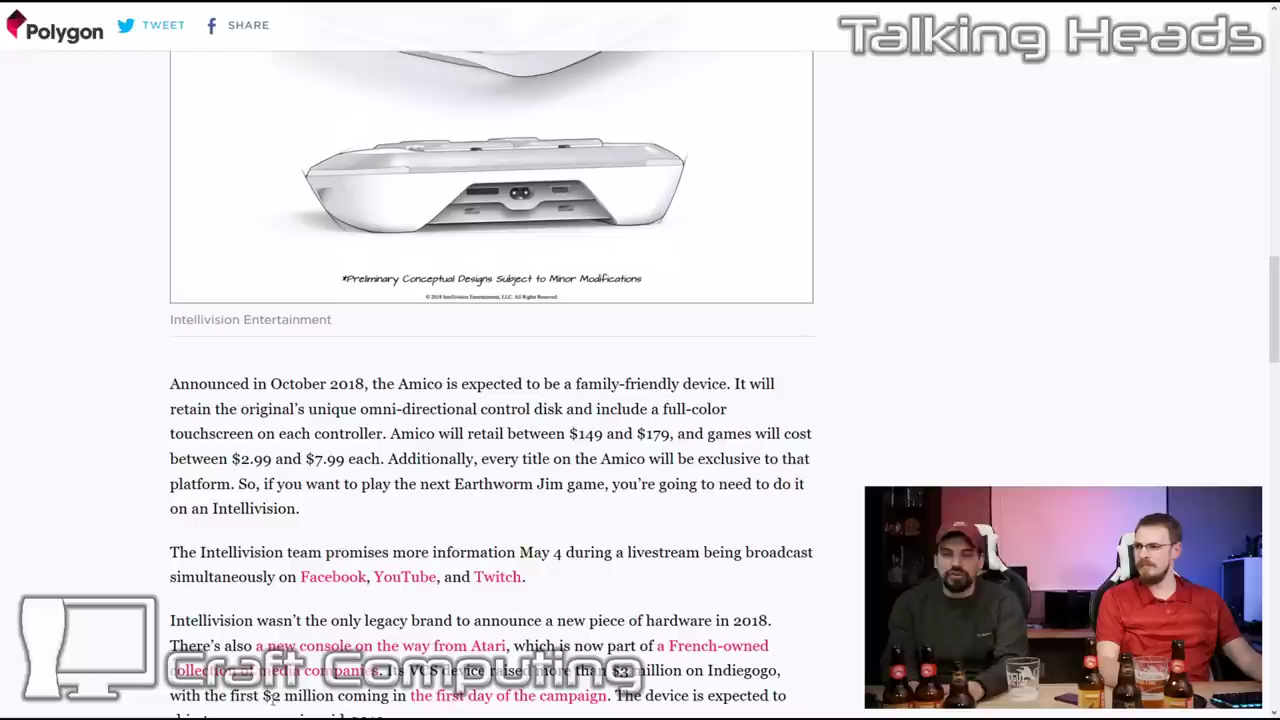 Polygon
TWEET
SHARE
Talking Heads
*Preliminary Conceptual Designs Subject to Minor Modifications
© 2018 Intellivision Entertainment, LLC. All Rights Reserved.
Intellivision Entertainment
Announced in October 2018, the Amico is expected to be a family-friendly device. It will
retain the original’s unique omni-directional control disk and include a full-color
touchscreen on each controller. Amico will retail between $149 and $179, and games will cost
between $2.99 and $7.99 each. Additionally, every title on the Amico will be exclusive to that
platform. So, if you want to play the next Earthworm Jim game, you’re going to need to do it
on an Intellivision.
The Intellivision team promises more information May 4 during a livestream being broadcast
simultaneously on Facebook, YouTube, and Twitch.
Intellivision wasn’t the only legacy brand to announce a new piece of hardware in 2018.
There’s also a new console on the way from Atari, which is now part of a French-owned
collection of media companies. Its VCS device raised more than $3 million on Indiegogo,
with the first $2 million coming in the first day of the campaign. The device is expected to
Craft Computing